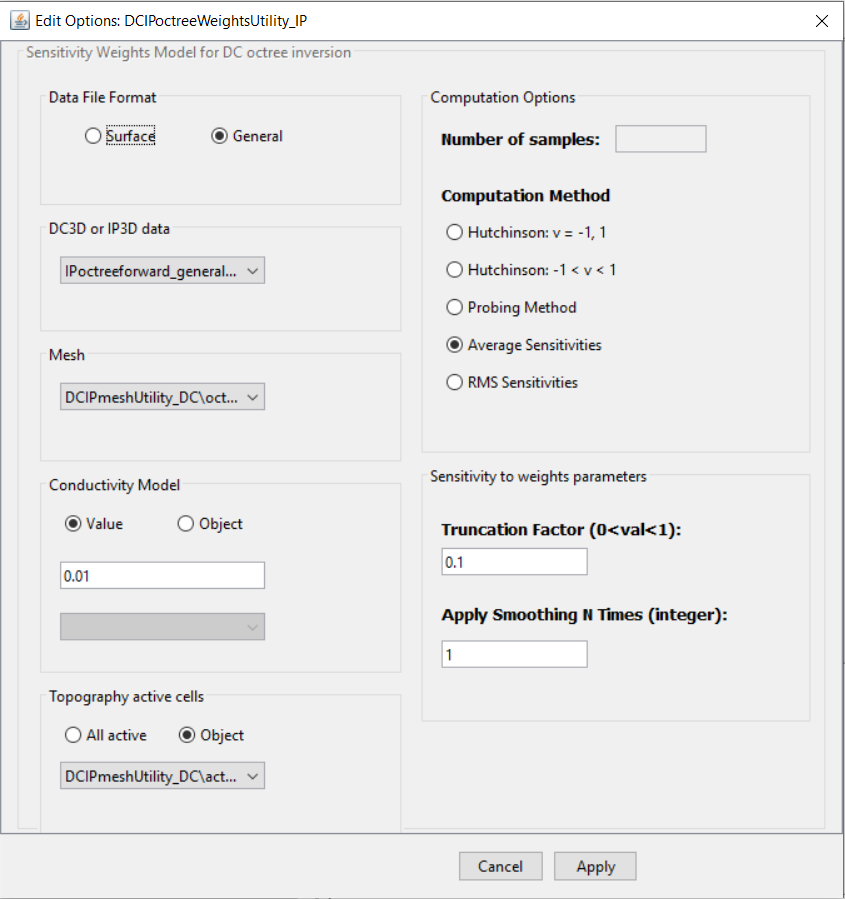 Edit Options: DCIPoctreeWeightsUtility_IP
Sensitivity Weights Model for DC octree inversion
Data File Format
Surface
General
DC3D or IP3D data
IPoctreeforward_general...
Mesh
DCIPmeshUtility_DC\oct...
Conductivity Model
Value
Object
0.01
Topography active cells
All active
Object
DCIPmeshUtility_DC\act...
Computation Options
Number of samples:
Computation Method
Hutchinson: v = -1, 1
Hutchinson: -1 < v < 1
Probing Method
Average Sensitivities
RMS Sensitivities
Sensitivity to weights parameters
Truncation Factor (0<val<1):
0.1
Apply Smoothing N Times (integer):
1
Cancel
Apply